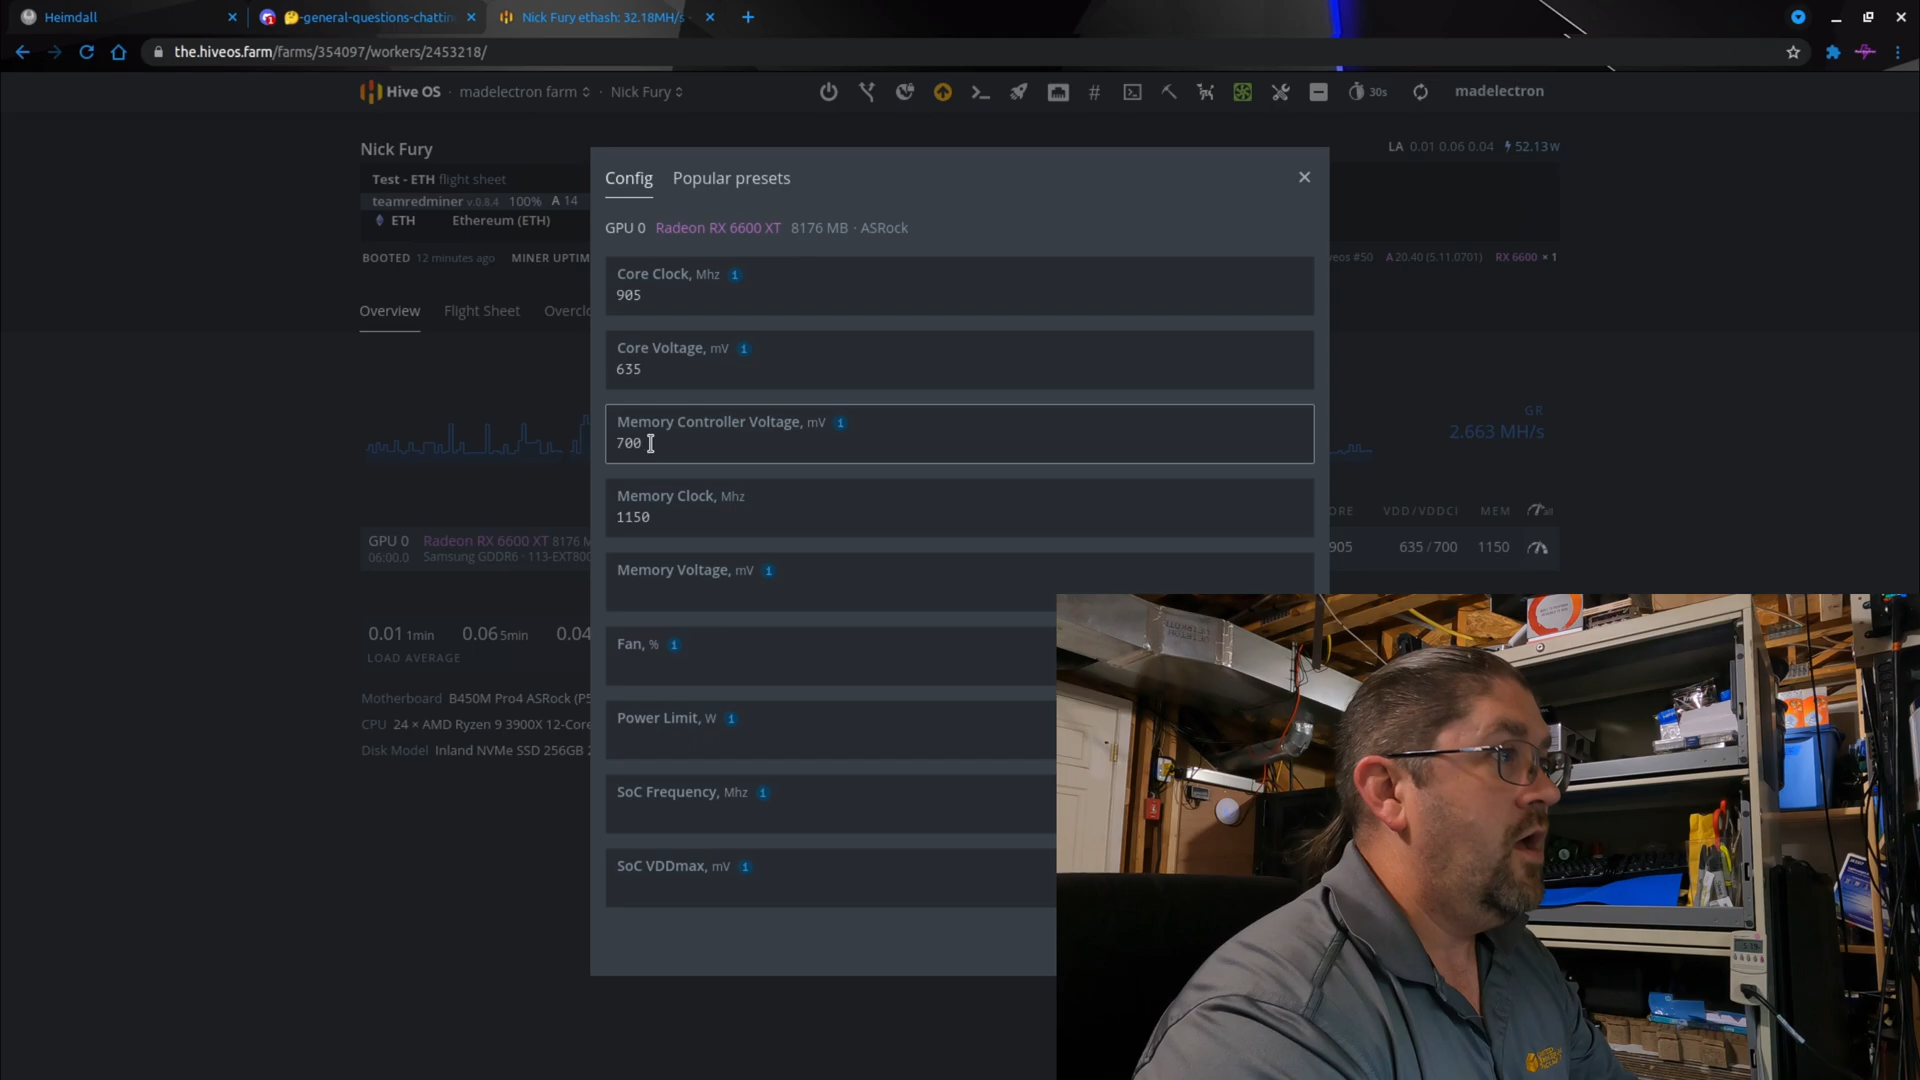 Heimdall
🤔-general-questions-chattin
Nick Fury ethash: 32.18MH/s
the.hiveos.farm/farms/354097/workers/2453218/
Hive OS · madelectron farm · Nick Fury
30s
madelectron
Nick Fury
LA 0.01 0.06 0.04 52.13 W
Test - ETH flight sheet
teamredminer v.0.8.4 100% A 14
ETH Ethereum (ETH)
BOOTED 12 minutes ago MINER UPTIM
#50 A 20.40 (5.11.0701) RX 6600 × 1
Overview Flight Sheet Overclo
GR
2.663 MH/s
VDD/VDDCI MEM
all
GPU 0 Radeon RX 6600 XT 8176 M
905 635 / 700 1150
06:00.0 Samsung GDDR6 · 113-EXT800
0.01 1min 0.06 5min 0.04
LOAD AVERAGE
Motherboard B450M Pro4 ASRock (P5
CPU 24 × AMD Ryzen 9 3900X 12-Core
Disk Model Inland NVMe SSD 256GB
Config Popular presets
GPU 0 Radeon RX 6600 XT 8176 MB · ASRock
Core Clock, Mhz i
905
Core Voltage, mV i
635
Memory Controller Voltage, mV i
700
Memory Clock, Mhz
1150
Memory Voltage, mV i
Fan, % i
Power Limit, W i
SoC Frequency, Mhz i
SoC VDDmax, mV i